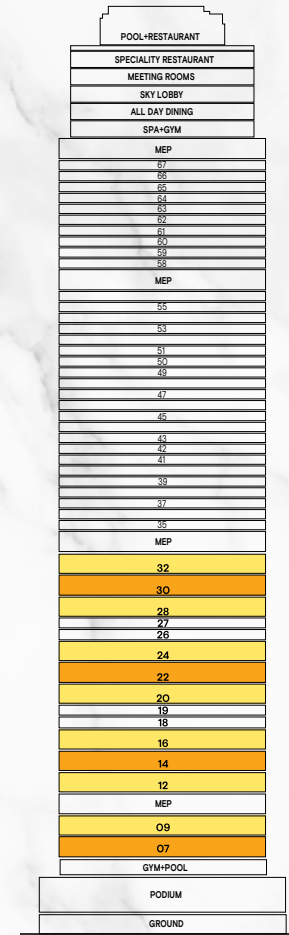 POOL+RESTAURANT
SPECIALITY RESTAURANT
MEETING ROOMS
SKY LOBBY
ALL DAY DINING
SPA+GYM
MEP
67
66
65
64
63
62
61
60
59
58
MEP
55
53
51
50
49
47
45
43
42
41
39
37
35
MEP
32
30
28
27
26
24
22
20
19
18
16
14
12
MEP
09
07
GYM+POOL
PODIUM
GROUND